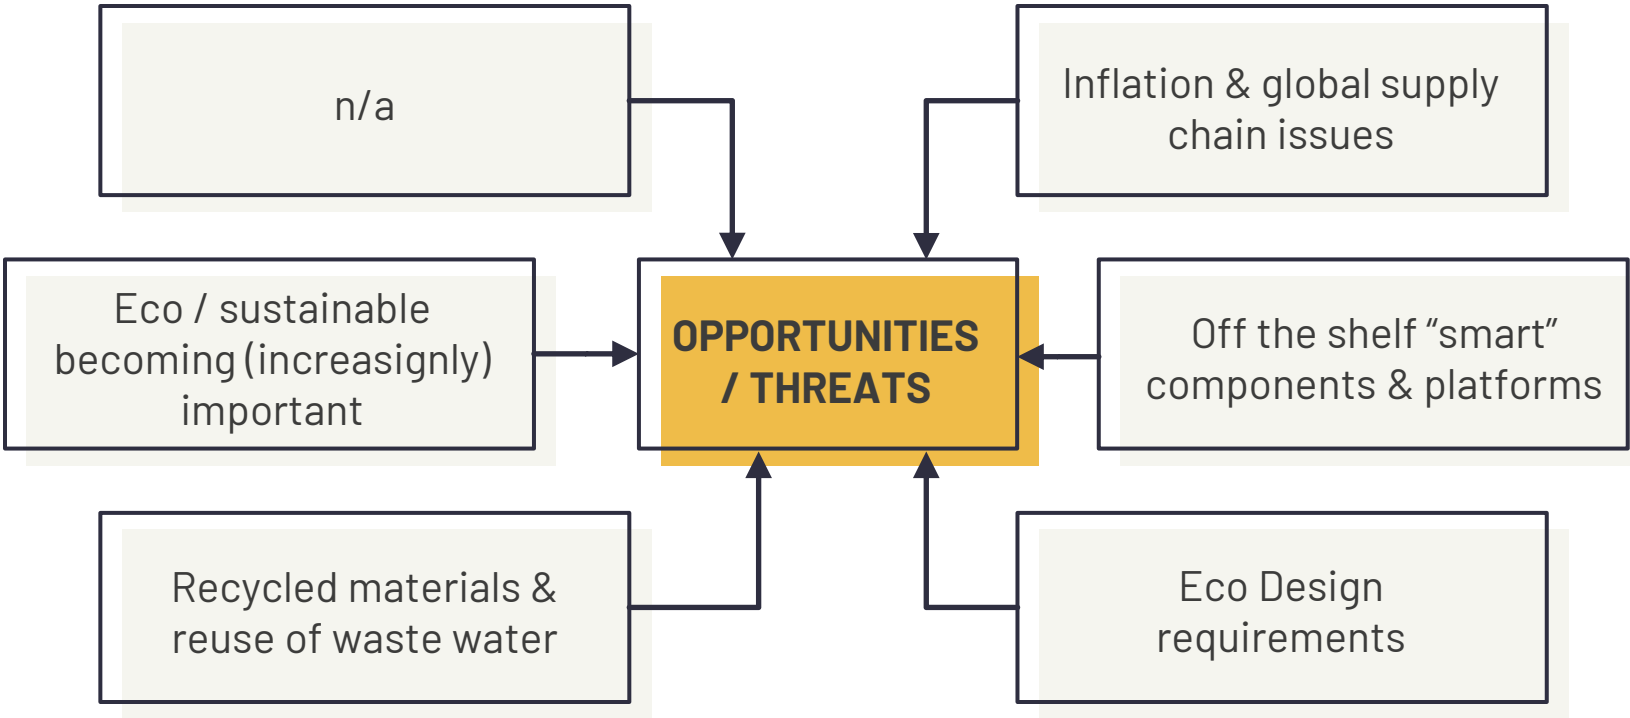 n/a
Inflation & global supply
chain issues
Eco / sustainable
becoming (increasignly)
important
OPPORTUNITIES
/ THREATS
Off the shelf “smart”
components & platforms
Recycled materials &
reuse of waste water
Eco Design
requirements